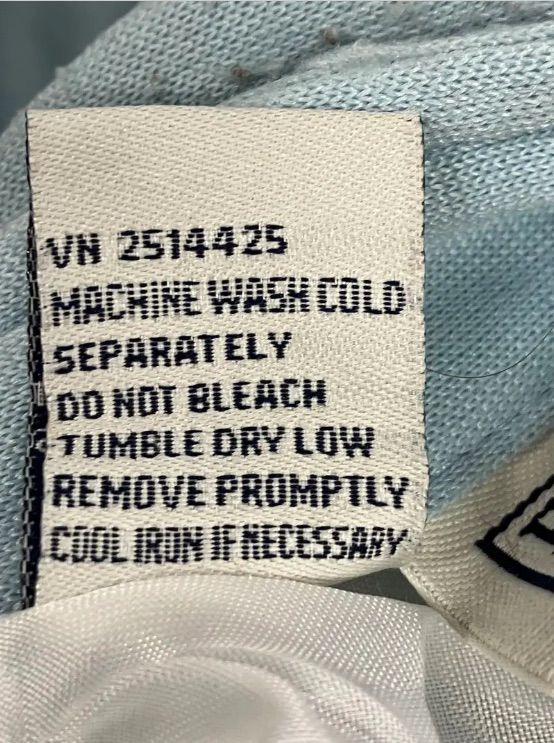 VN 2514425
MACHINE WASH COLD
SEPARATELY
DO NOT BLEACH
TUMBLE DRY LOW
REMOVE PROMPTLY
COOL IRON IF NECESSARY